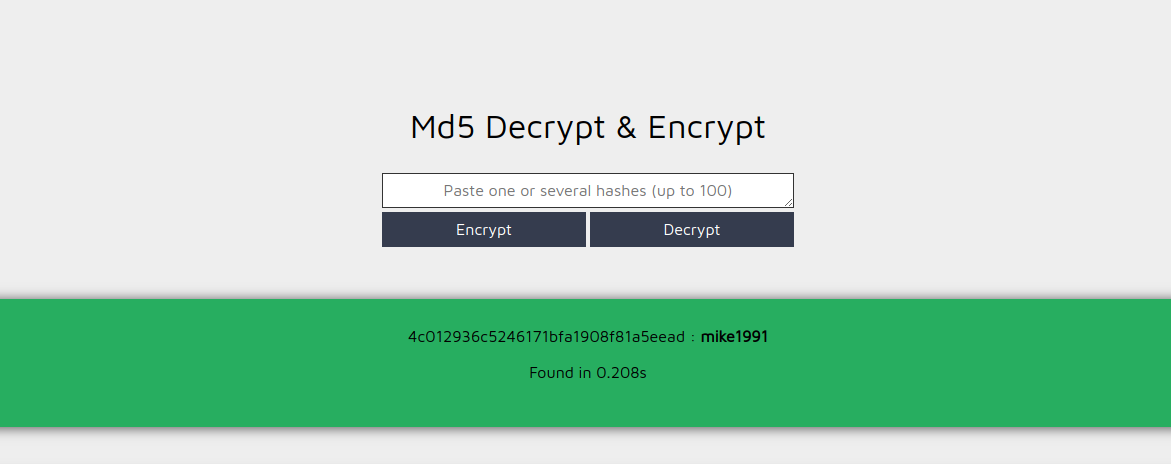 Md5 Decrypt & Encrypt
Paste one or several hashes (up to 100)
Encrypt Decrypt
4c012936c5246171bfa1908f81a5eead : mike1991
Found in 0.208s